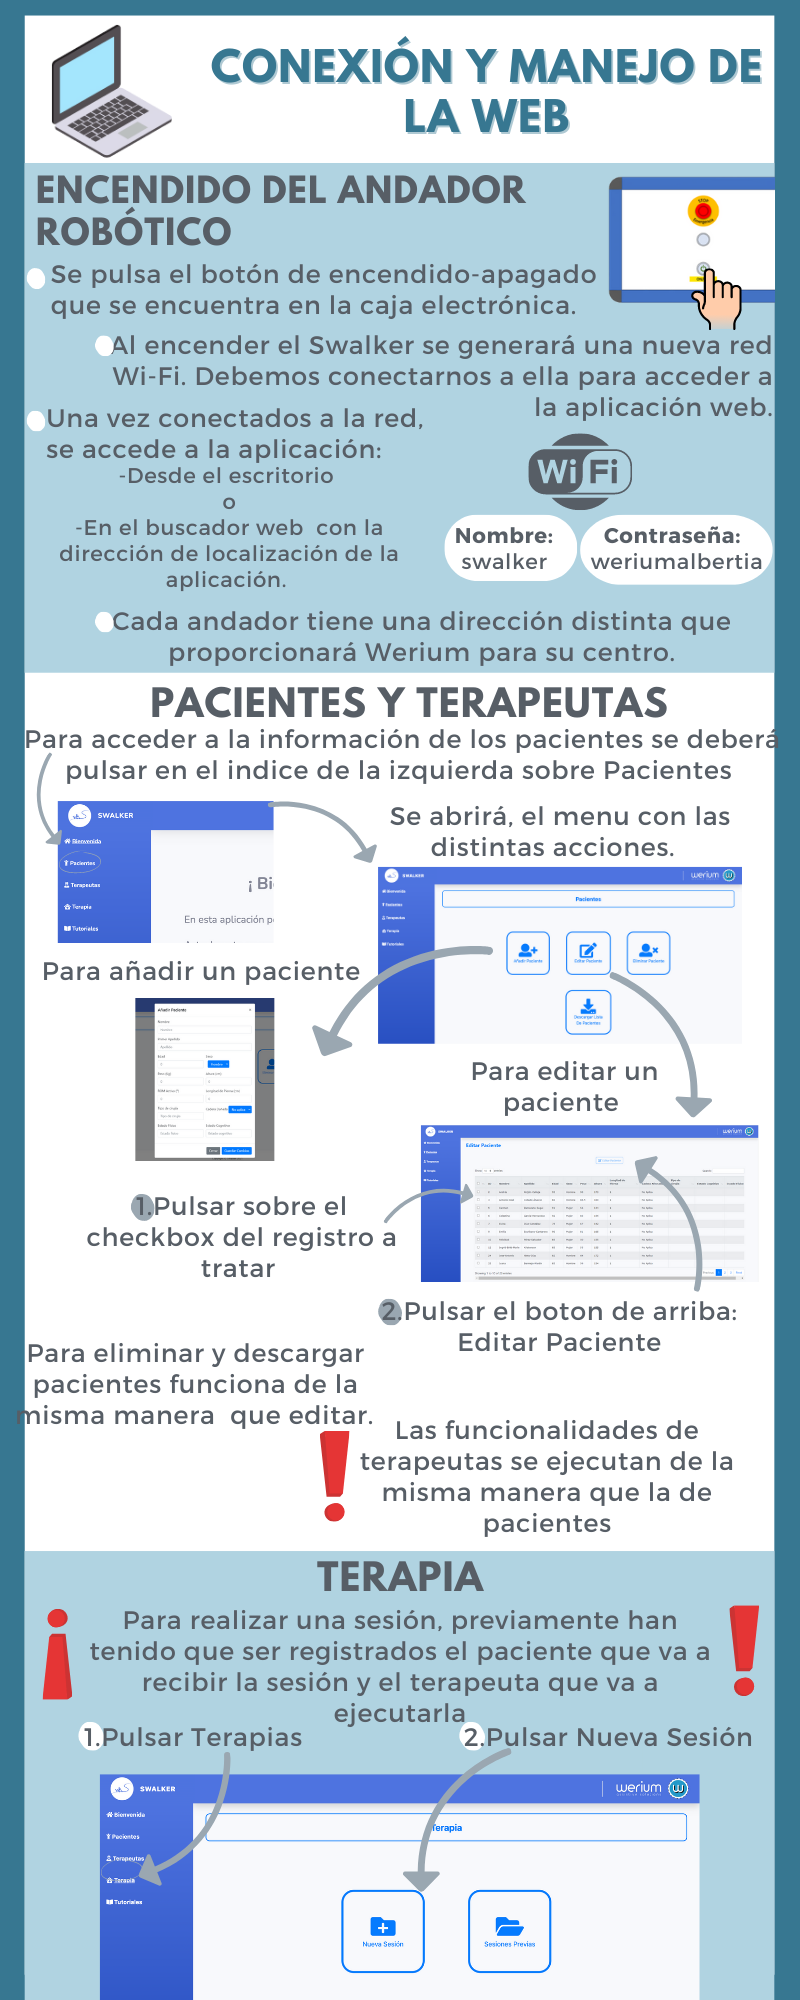 CONEXIÓN Y MANEJO DE
LA WEB
ENCENDIDO DEL ANDADOR
ROBÓTICO
Se pulsa el botón de encendido-apagado
que se encuentra en la caja electrónica.
Al encender el Swalker se generará una nueva red
Wi-Fi. Debemos conectarnos a ella para acceder a
la aplicación web.
Una vez conectados a la red,
se accede a la aplicación:
-Desde el escritorio
o
-En el buscador web con la
dirección de localización de la
aplicación.
Wi Fi
Nombre:
swalker
Contraseña:
weriumalbertia
Cada andador tiene una dirección distinta que
proporcionará Werium para su centro.
PACIENTES Y TERAPEUTAS
Para acceder a la información de los pacientes se deberá
pulsar en el indice de la izquierda sobre Pacientes
SWALKER
Bienvenida
Pacientes
Terapeutas
Terapia
Tutoriales
¡ Bi
En esta aplicación p
Se abrirá, el menu con las
distintas acciones.
SWALKER
werium
Bienvenida
Pacientes
Terapeutas
Terapia
Tutoriales
Pacientes
Añadir Paciente
Editar Paciente
Eliminar Paciente
Descargar Lista
De Pacientes
Para añadir un paciente
Añadir Paciente
Para editar un
paciente
SWALKER
werium
Editar Paciente
1.Pulsar sobre el
checkbox del registro a
tratar
2.Pulsar el boton de arriba:
Editar Paciente
Para eliminar y descargar
pacientes funciona de la
misma manera que editar.
Las funcionalidades de
terapeutas se ejecutan de la
misma manera que la de
pacientes
TERAPIA
Para realizar una sesión, previamente han
tenido que ser registrados el paciente que va a
recibir la sesión y el terapeuta que va a
ejecutarla
1.Pulsar Terapias
2.Pulsar Nueva Sesión
SWALKER
werium
Bienvenida
Pacientes
Terapeutas
Terapia
Tutoriales
Terapia
Nueva Sesión
Sesiones Previas